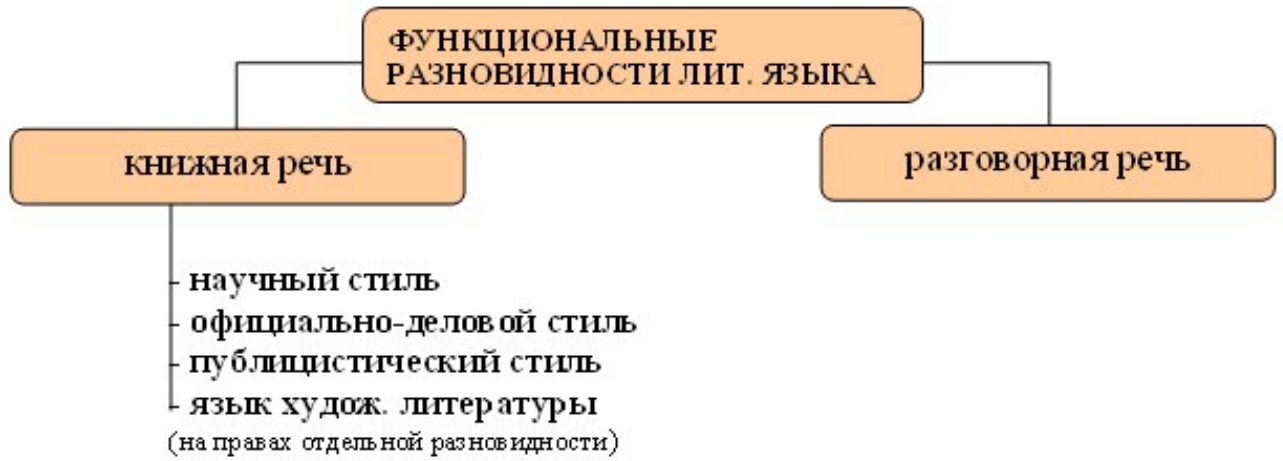 ФУНКЦИОНАЛЬНЫЕ
РАЗНОВИДНОСТИ ЛИТ. ЯЗЫКА
книжная речь
разговорная речь
- научный стиль
- официально-деловой стиль
- публицистический стиль
- язык худож. литературы
(на правах отдельной разновидности)